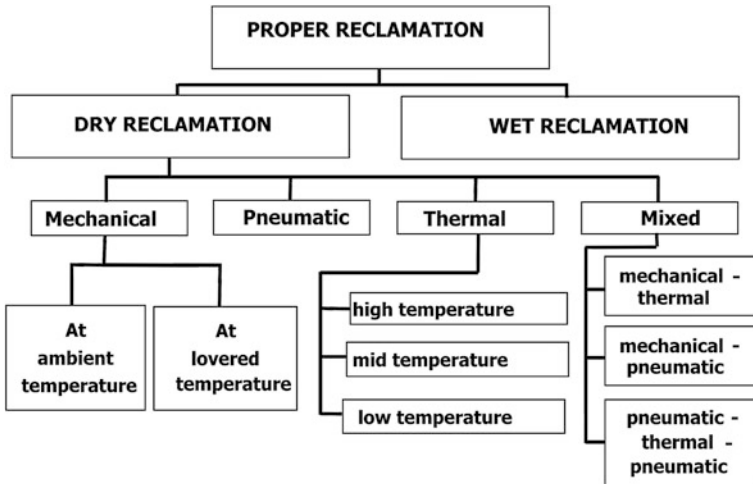 PROPER RECLAMATION
DRY RECLAMATION
WET RECLAMATION
Mechanical
Pneumatic
Thermal
Mixed
At
ambient
temperature
At
lovered
temperature
high temperature
mid temperature
low temperature
mechanical -
thermal
mechanical -
pneumatic
pneumatic -
thermal -
pneumatic